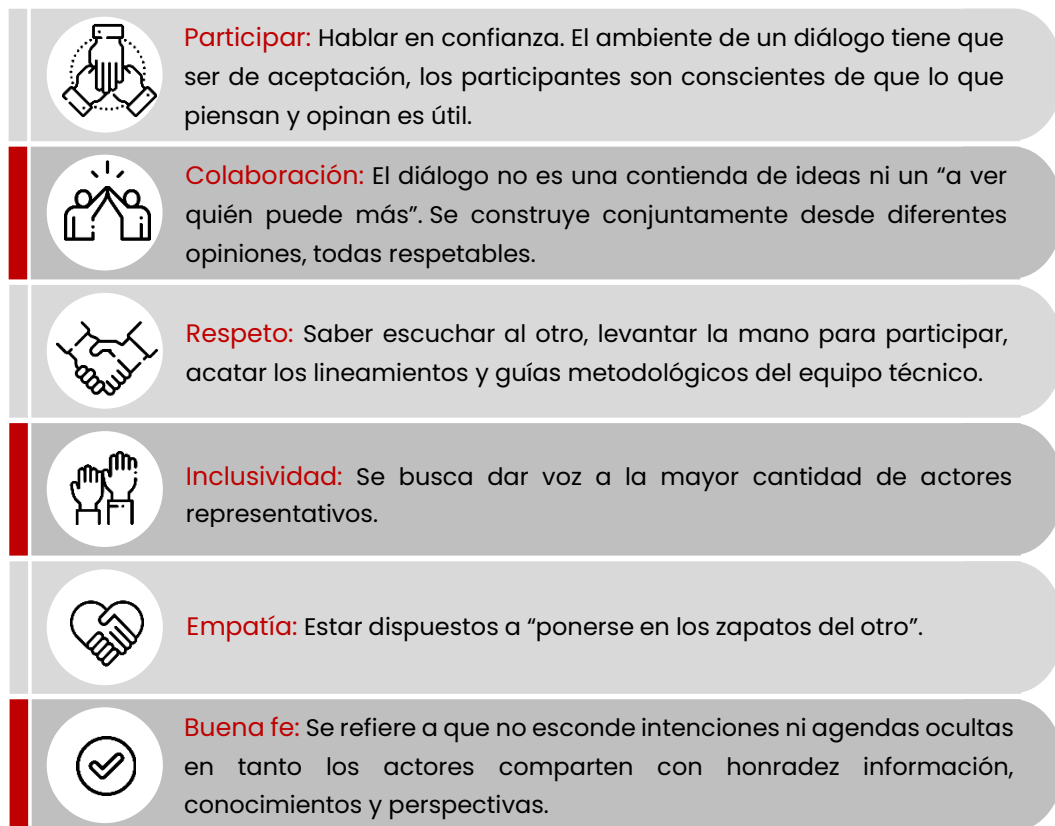 Participar: Hablar en confianza. El ambiente de un diálogo tiene que
ser de aceptación, los participantes son conscientes de que lo que
piensan y opinan es útil.
Colaboración: El diálogo no es una contienda de ideas ni un “a ver
quién puede más”. Se construye conjuntamente desde diferentes
opiniones, todas respetables.
Respeto: Saber escuchar al otro, levantar la mano para participar,
acatar los lineamientos y guías metodológicos del equipo técnico.
Inclusividad: Se busca dar voz a la mayor cantidad de actores
representativos.
Empatía: Estar dispuestos a “ponerse en los zapatos del otro”.
Buena fe: Se refiere a que no esconde intenciones ni agendas ocultas
en tanto los actores comparten con honradez información,
conocimientos y perspectivas.